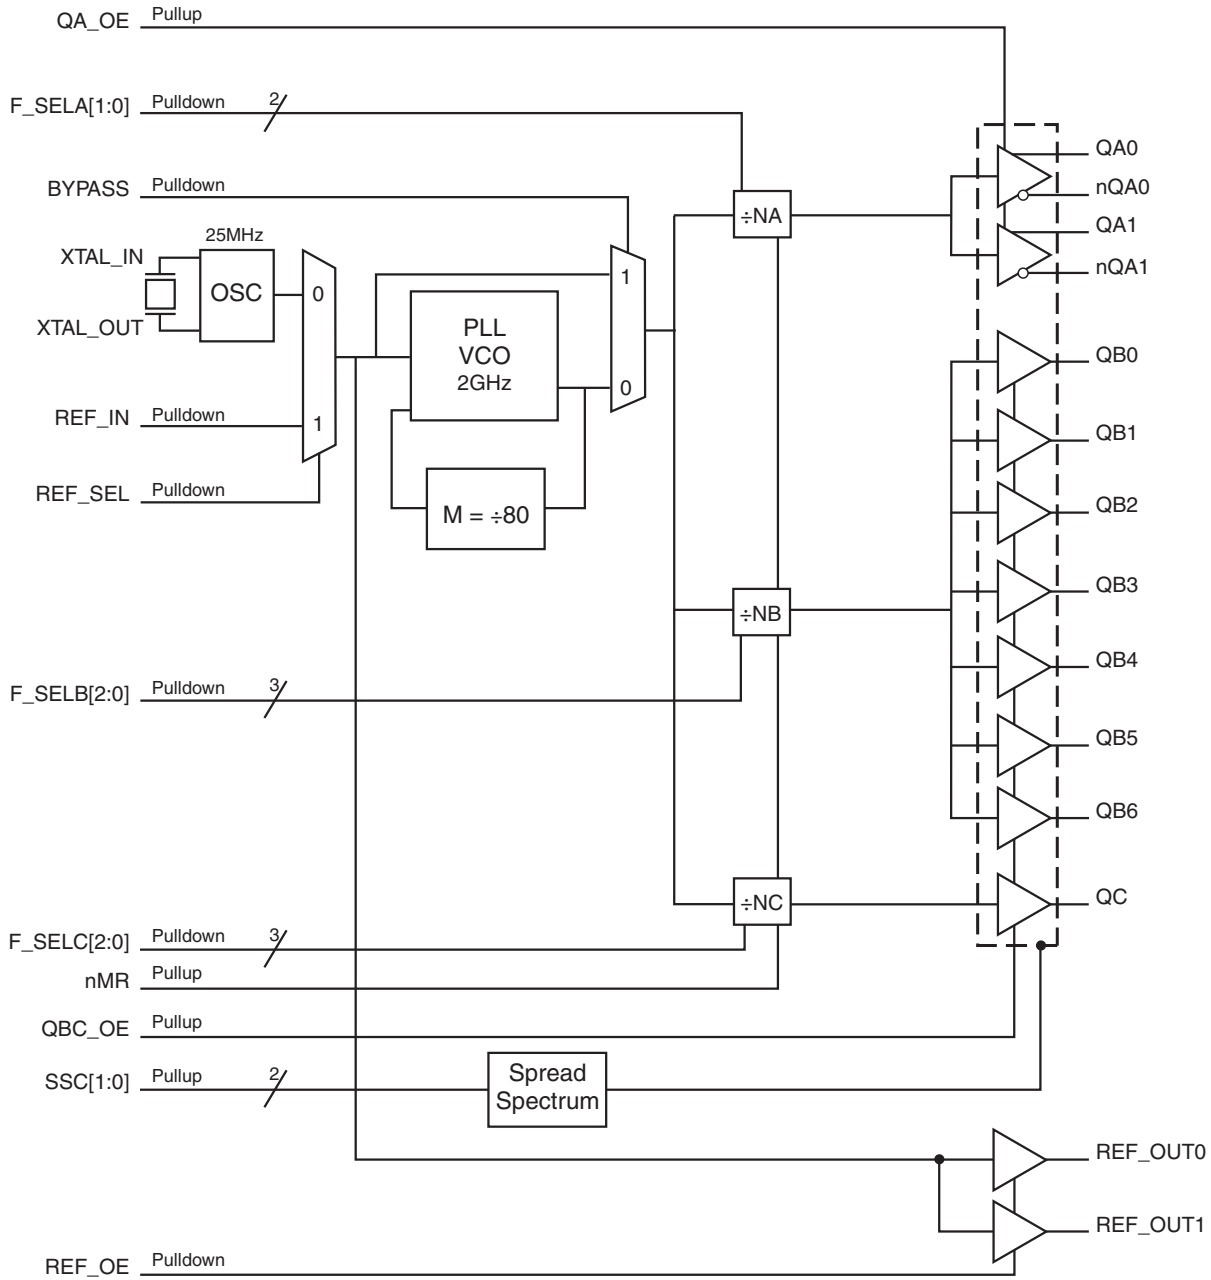 QA_OE Pullup
F_SELA[1:0] Pulldown 2
BYPASS Pulldown
25MHz
XTAL_IN
OSC
XTAL_OUT
0
1
REF_IN Pulldown
REF_SEL Pulldown
PLL
VCO
2GHz
M = ÷80
1
0
÷NA
÷NB
÷NC
F_SELB[2:0] Pulldown 3
F_SELC[2:0] Pulldown 3
nMR Pullup
QBC_OE Pullup
SSC[1:0] Pullup 2
Spread
Spectrum
REF_OE Pulldown
QA0
nQA0
QA1
nQA1
QB0
QB1
QB2
QB3
QB4
QB5
QB6
QC
REF_OUT0
REF_OUT1